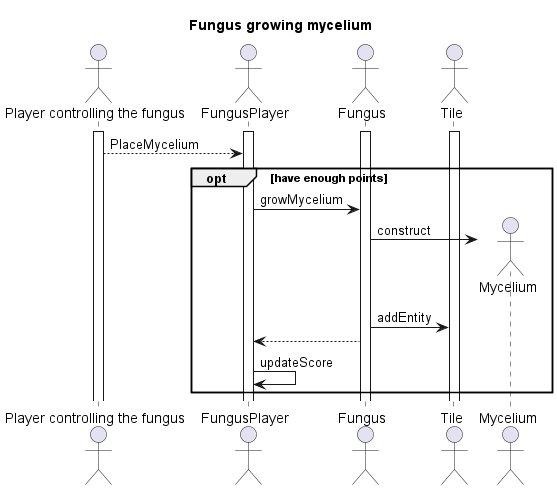 Fungus growing mycelium
Player controlling the fungus FungusPlayer Fungus Tile
PlaceMycelium
opt [have enough points]
growMycelium
construct
Mycelium
addEntity
updateScore
Player controlling the fungus FungusPlayer Fungus Tile Mycelium